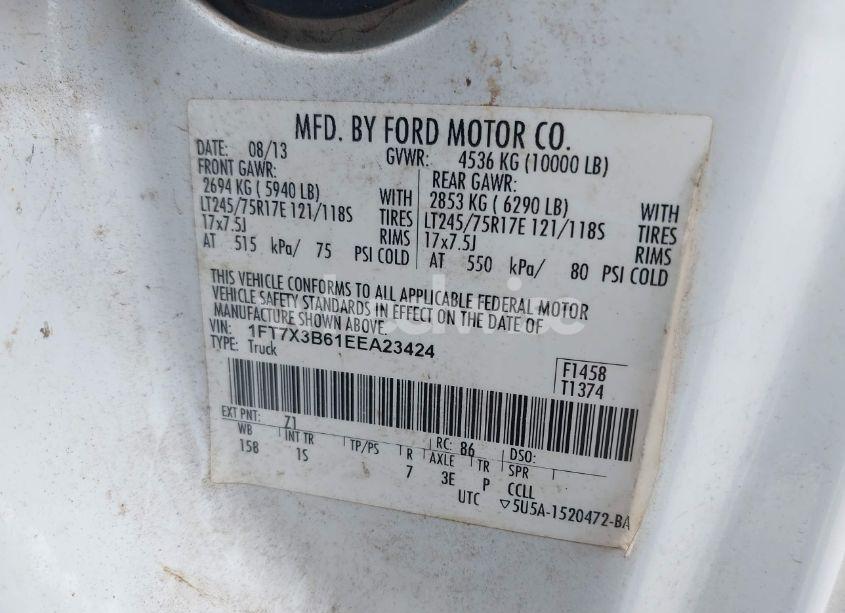 MFD. BY FORD MOTOR CO.
DATE: 08/13 GVWR: 4536 KG (10000 LB)
FRONT GAWR: REAR GAWR:
2694 KG ( 5940 LB) WITH 2853 KG ( 6290 LB) WITH
LT245/75R17E 121/118S TIRES LT245/75R17E 121/118S TIRES
17x7.5J RIMS 17x7.5J RIMS
AT 515 kPa/ 75 PSI COLD AT 550 kPa/ 80 PSI COLD
THIS VEHICLE CONFORMS TO ALL APPLICABLE FEDERAL MOTOR
VEHICLE SAFETY STANDARDS IN EFFECT ON THE DATE OF
MANUFACTURE SHOWN ABOVE.
VIN: 1FT7X3B61EEA23424
TYPE: Truck
F1458
T1374
EXT PNT: Z1 RC: 86 DSO:
WB INT TR TP/PS R AXLE TR SPR
158 1S 7 3E P CCLL
UTC ▽5U5A-1520472-BA